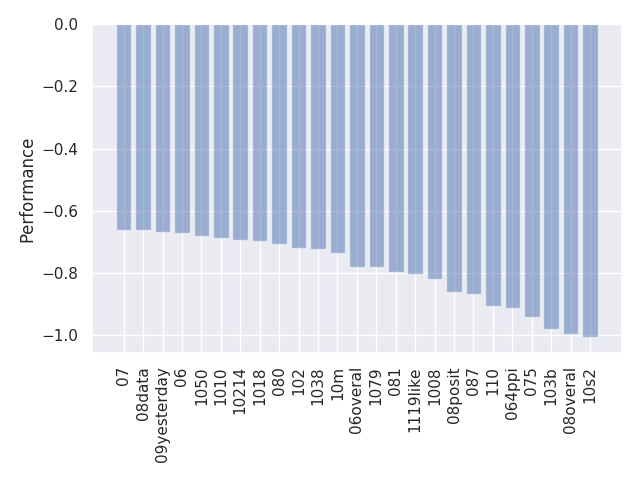 0.0
−0.2
−0.4
−0.6
−0.8
−1.0
Performance
07
08data
09yesterday
06
1050
1010
10214
1018
080
102
1038
10m
06overal
1079
081
1119like
1008
08posit
087
110
064ppi
075
103b
08overal
10s2